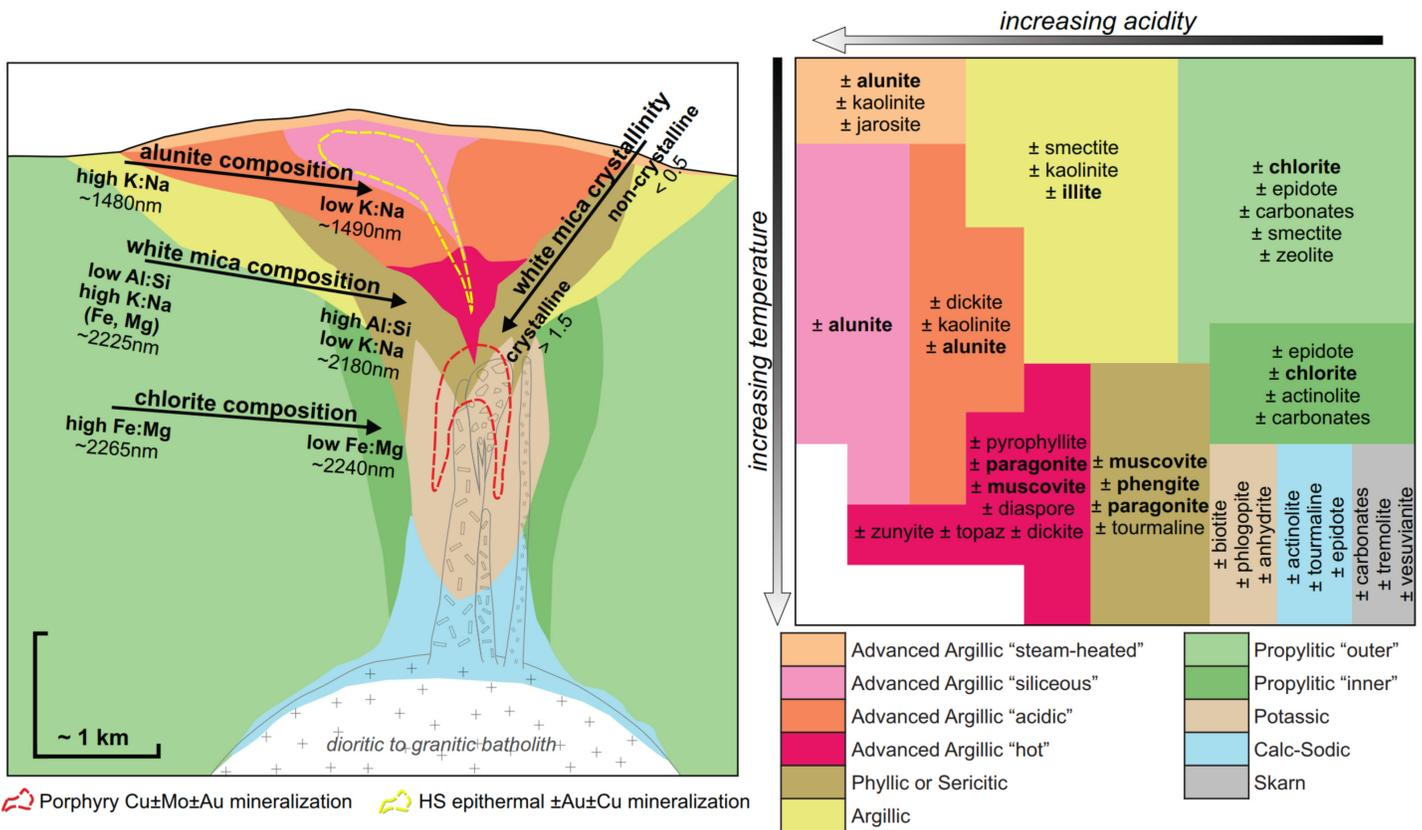 increasing acidity
increasing temperature
alunite composition
high K:Na
~1480nm
low K:Na
~1490nm
white mica composition
low Al:Si
high K:Na
(Fe, Mg)
~2225nm
high Al:Si
low K:Na
~2180nm
chlorite composition
high Fe:Mg
~2265nm
low Fe:Mg
~2240nm
white mica crystallinity
non-crystalline
< 0.5
crystalline
> 1.5
~ 1 km
dioritic to granitic batholith
Porphyry Cu±Mo±Au mineralization
HS epithermal ±Au±Cu mineralization
± alunite
± kaolinite
± jarosite
± smectite
± kaolinite
± illite
± chlorite
± epidote
± carbonates
± smectite
± zeolite
± alunite
± dickite
± kaolinite
± alunite
± epidote
± chlorite
± actinolite
± carbonates
± pyrophyllite
± paragonite
± muscovite
± diaspore
± zunyite ± topaz ± dickite
± muscovite
± phengite
± paragonite
± tourmaline
± biotite
± phlogopite
± anhydrite
± actinolite
± tourmaline
± epidote
± carbonates
± tremolite
± vesuvianite
Advanced Argillic “steam-heated”
Advanced Argillic “siliceous”
Advanced Argillic “acidic”
Advanced Argillic “hot”
Phyllic or Sericitic
Argillic
Propylitic “outer”
Propylitic “inner”
Potassic
Calc-Sodic
Skarn